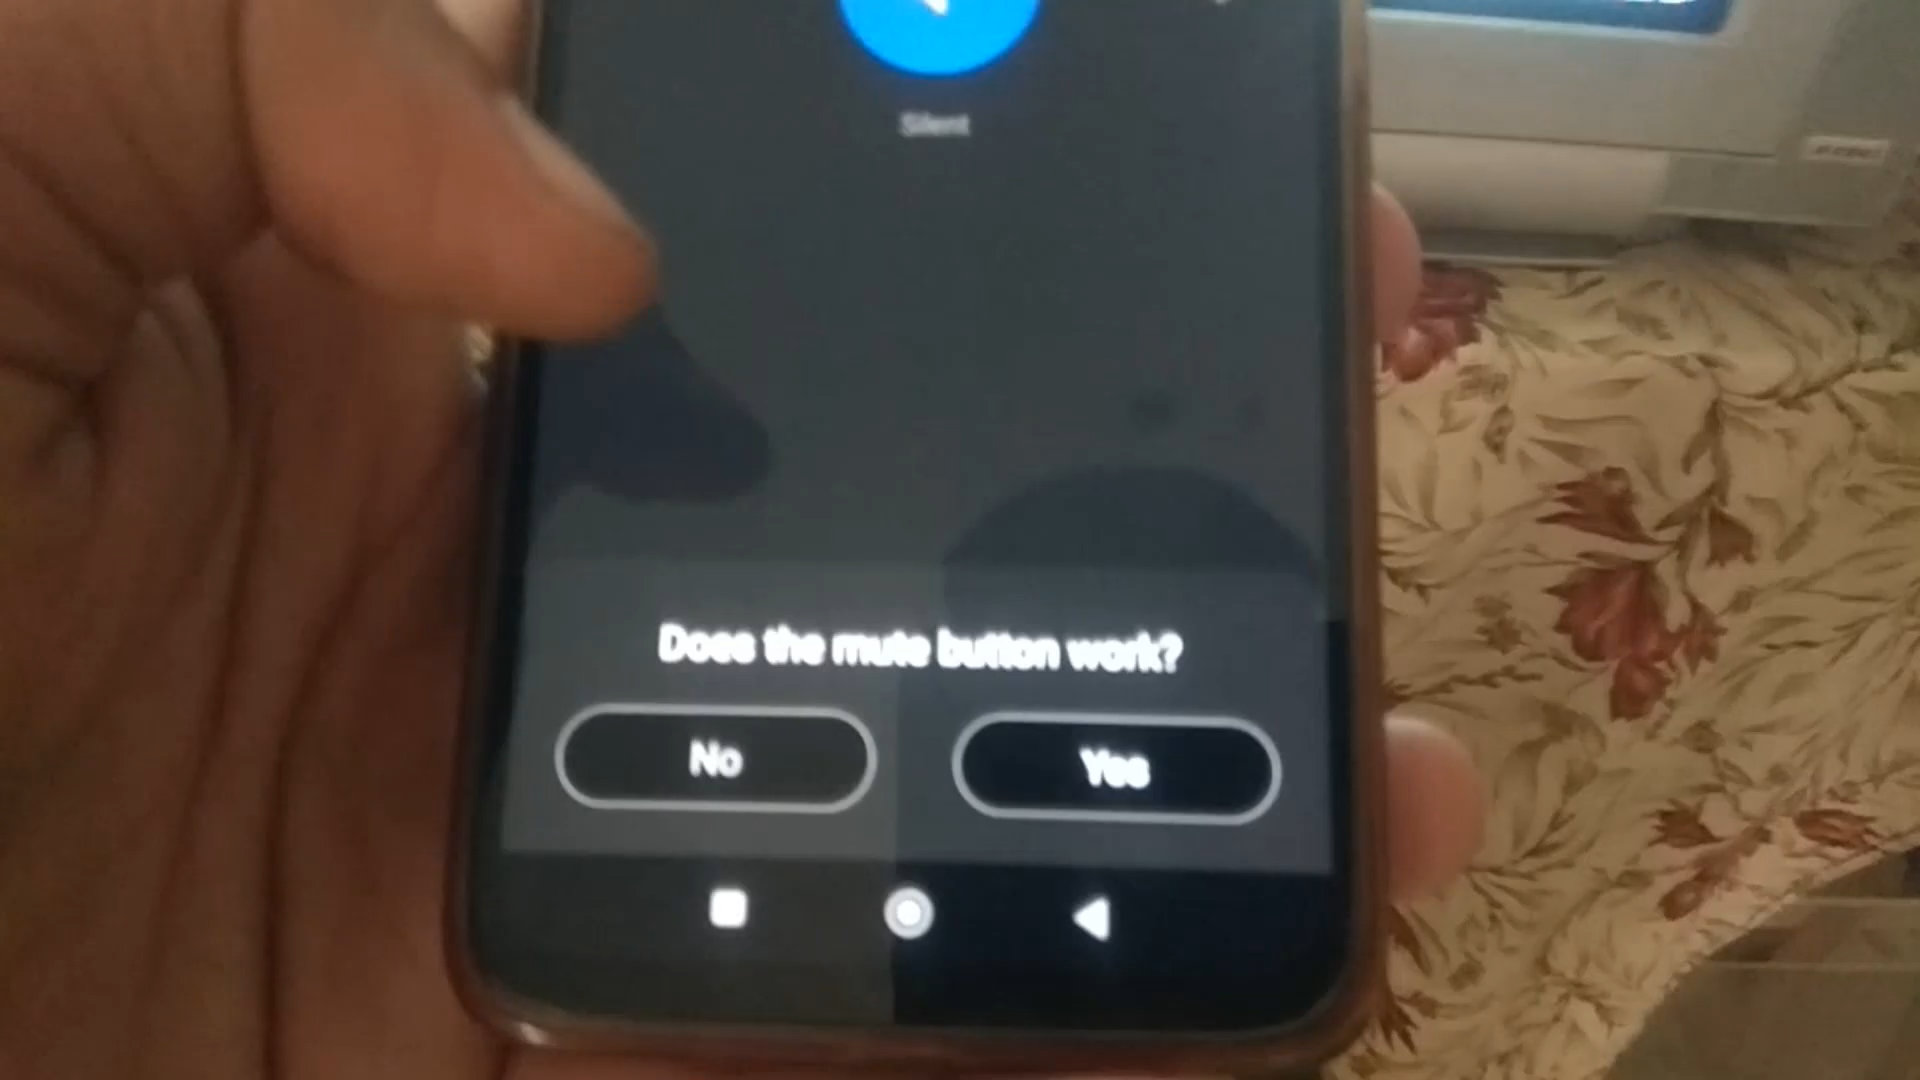 Silent
Does the mute button work?
No
Yes